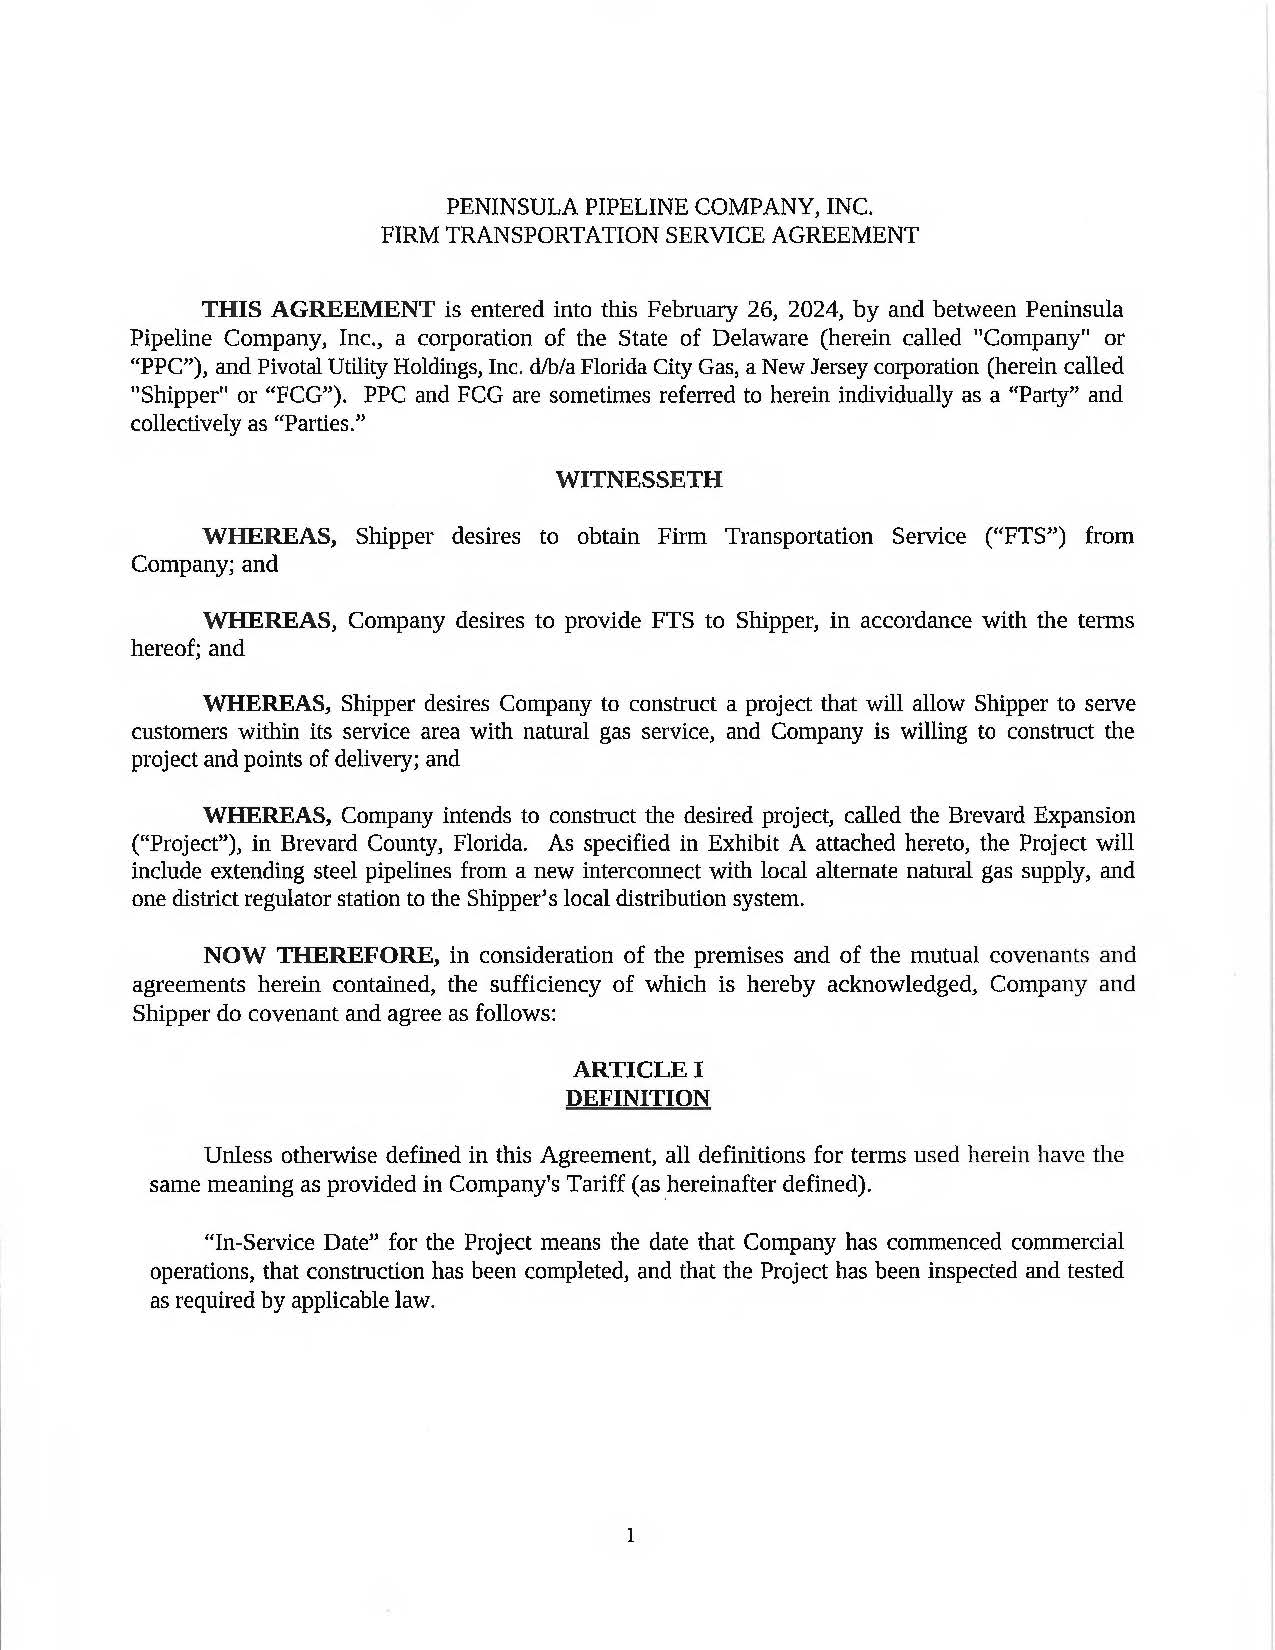 PENINSULA PIPELINE COMPANY, INC.
FIRM TRANSPORTATION SERVICE AGREEMENT
THIS AGREEMENT is entered into this February 26, 2024, by and between Peninsula
Pipeline Company, Inc., a corporation of the State of Delaware (herein called "Company" or
“PPC”), and Pivotal Utility Holdings, Inc. d/b/a Florida City Gas, a New Jersey corporation (herein called
"Shipper" or “FCG”). PPC and FCG are sometimes referred to herein individually as a “Party” and
collectively as “Parties.”
WITNESSETH
WHEREAS, Shipper desires to obtain Firm Transportation Service (“FTS”) from
Company; and
WHEREAS, Company desires to provide FTS to Shipper, in accordance with the terms
hereof; and
WHEREAS, Shipper desires Company to construct a project that will allow Shipper to serve
customers within its service area with natural gas service, and Company is willing to construct the
project and points of delivery; and
WHEREAS, Company intends to construct the desired project, called the Brevard Expansion
(“Project”), in Brevard County, Florida. As specified in Exhibit A attached hereto, the Project will
include extending steel pipelines from a new interconnect with local alternate natural gas supply, and
one district regulator station to the Shipper’s local distribution system.
NOW THEREFORE, in consideration of the premises and of the mutual covenants and
agreements herein contained, the sufficiency of which is hereby acknowledged, Company and
Shipper do covenant and agree as follows:
ARTICLE I
DEFINITION
Unless otherwise defined in this Agreement, all definitions for terms used herein have the
same meaning as provided in Company's Tariff (as hereinafter defined).
“In-Service Date” for the Project means the date that Company has commenced commercial
operations, that construction has been completed, and that the Project has been inspected and tested
as required by applicable law.
1